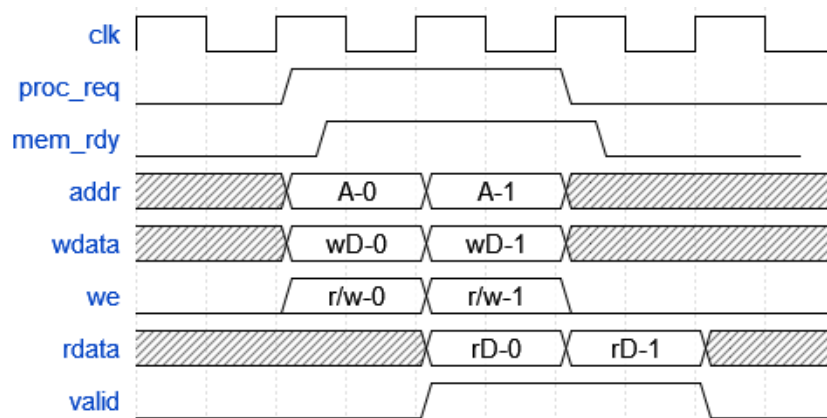 clk
proc_req
mem_rdy
addr A-0 A-1
wdata wD-0 wD-1
we r/w-0 r/w-1
rdata rD-0 rD-1
valid